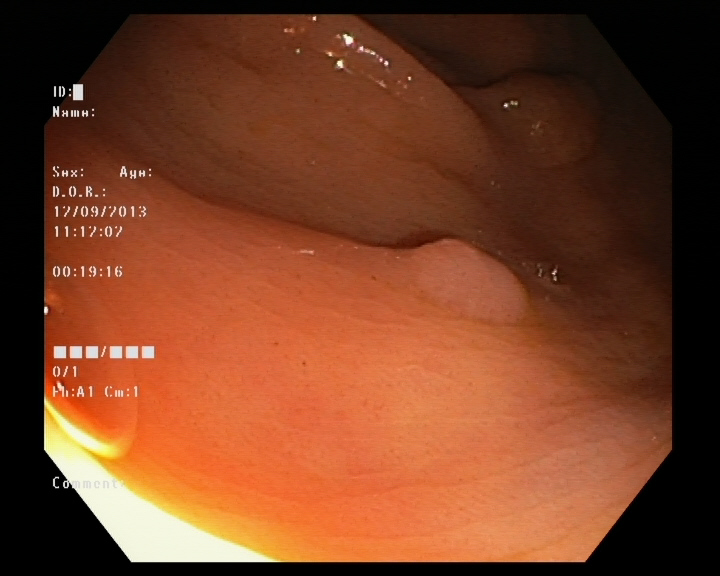 ID:
Name:
Sex: Age:
D.O.B.:
12/09/2013
11:12:02
00:19:16
■■■/■■■
0/1
Ph:A1 Cm:1
Comment: